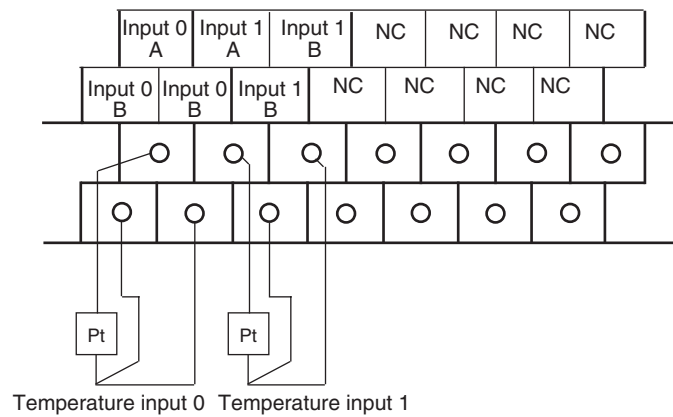 Input 0 A Input 1 A Input 1 B NC NC NC NC
Input 0 B Input 0 B Input 1 B NC NC NC NC
Pt Pt
Temperature input 0 Temperature input 1